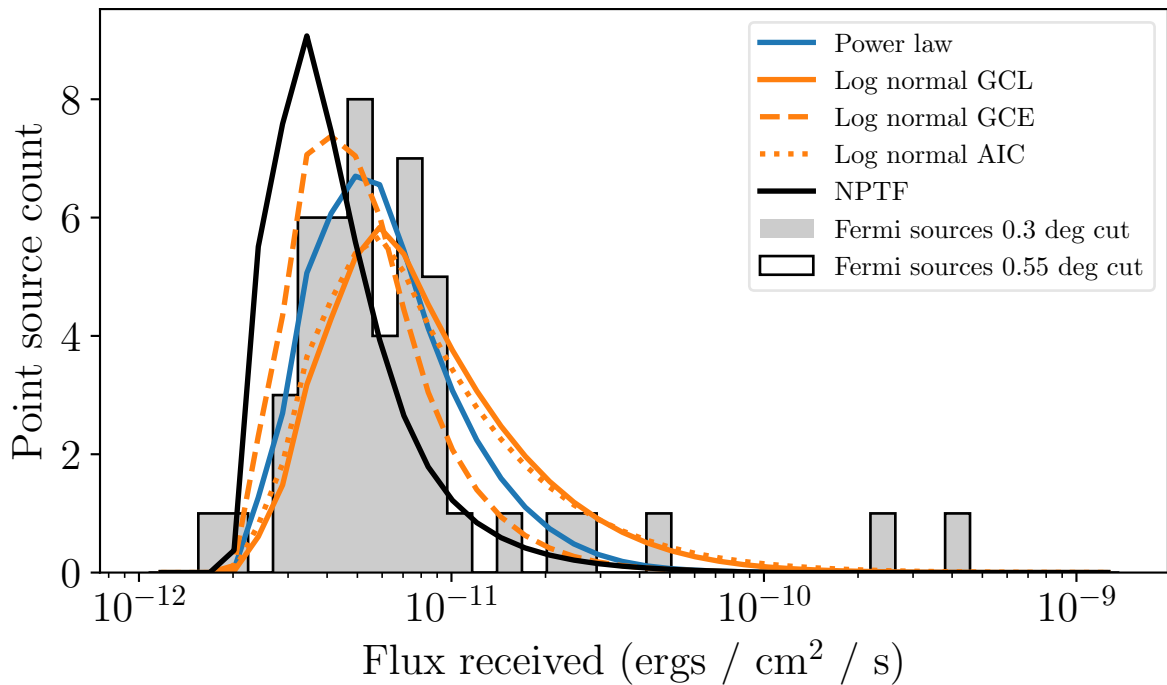 Power law
Log normal GCL
Log normal GCE
Log normal AIC
NPTF
Fermi sources 0.3 deg cut
Fermi sources 0.55 deg cut
Point source count
8
6
4
2
0
10⁻¹² 10⁻¹¹ 10⁻¹⁰ 10⁻⁹
Flux received (ergs / cm² / s)